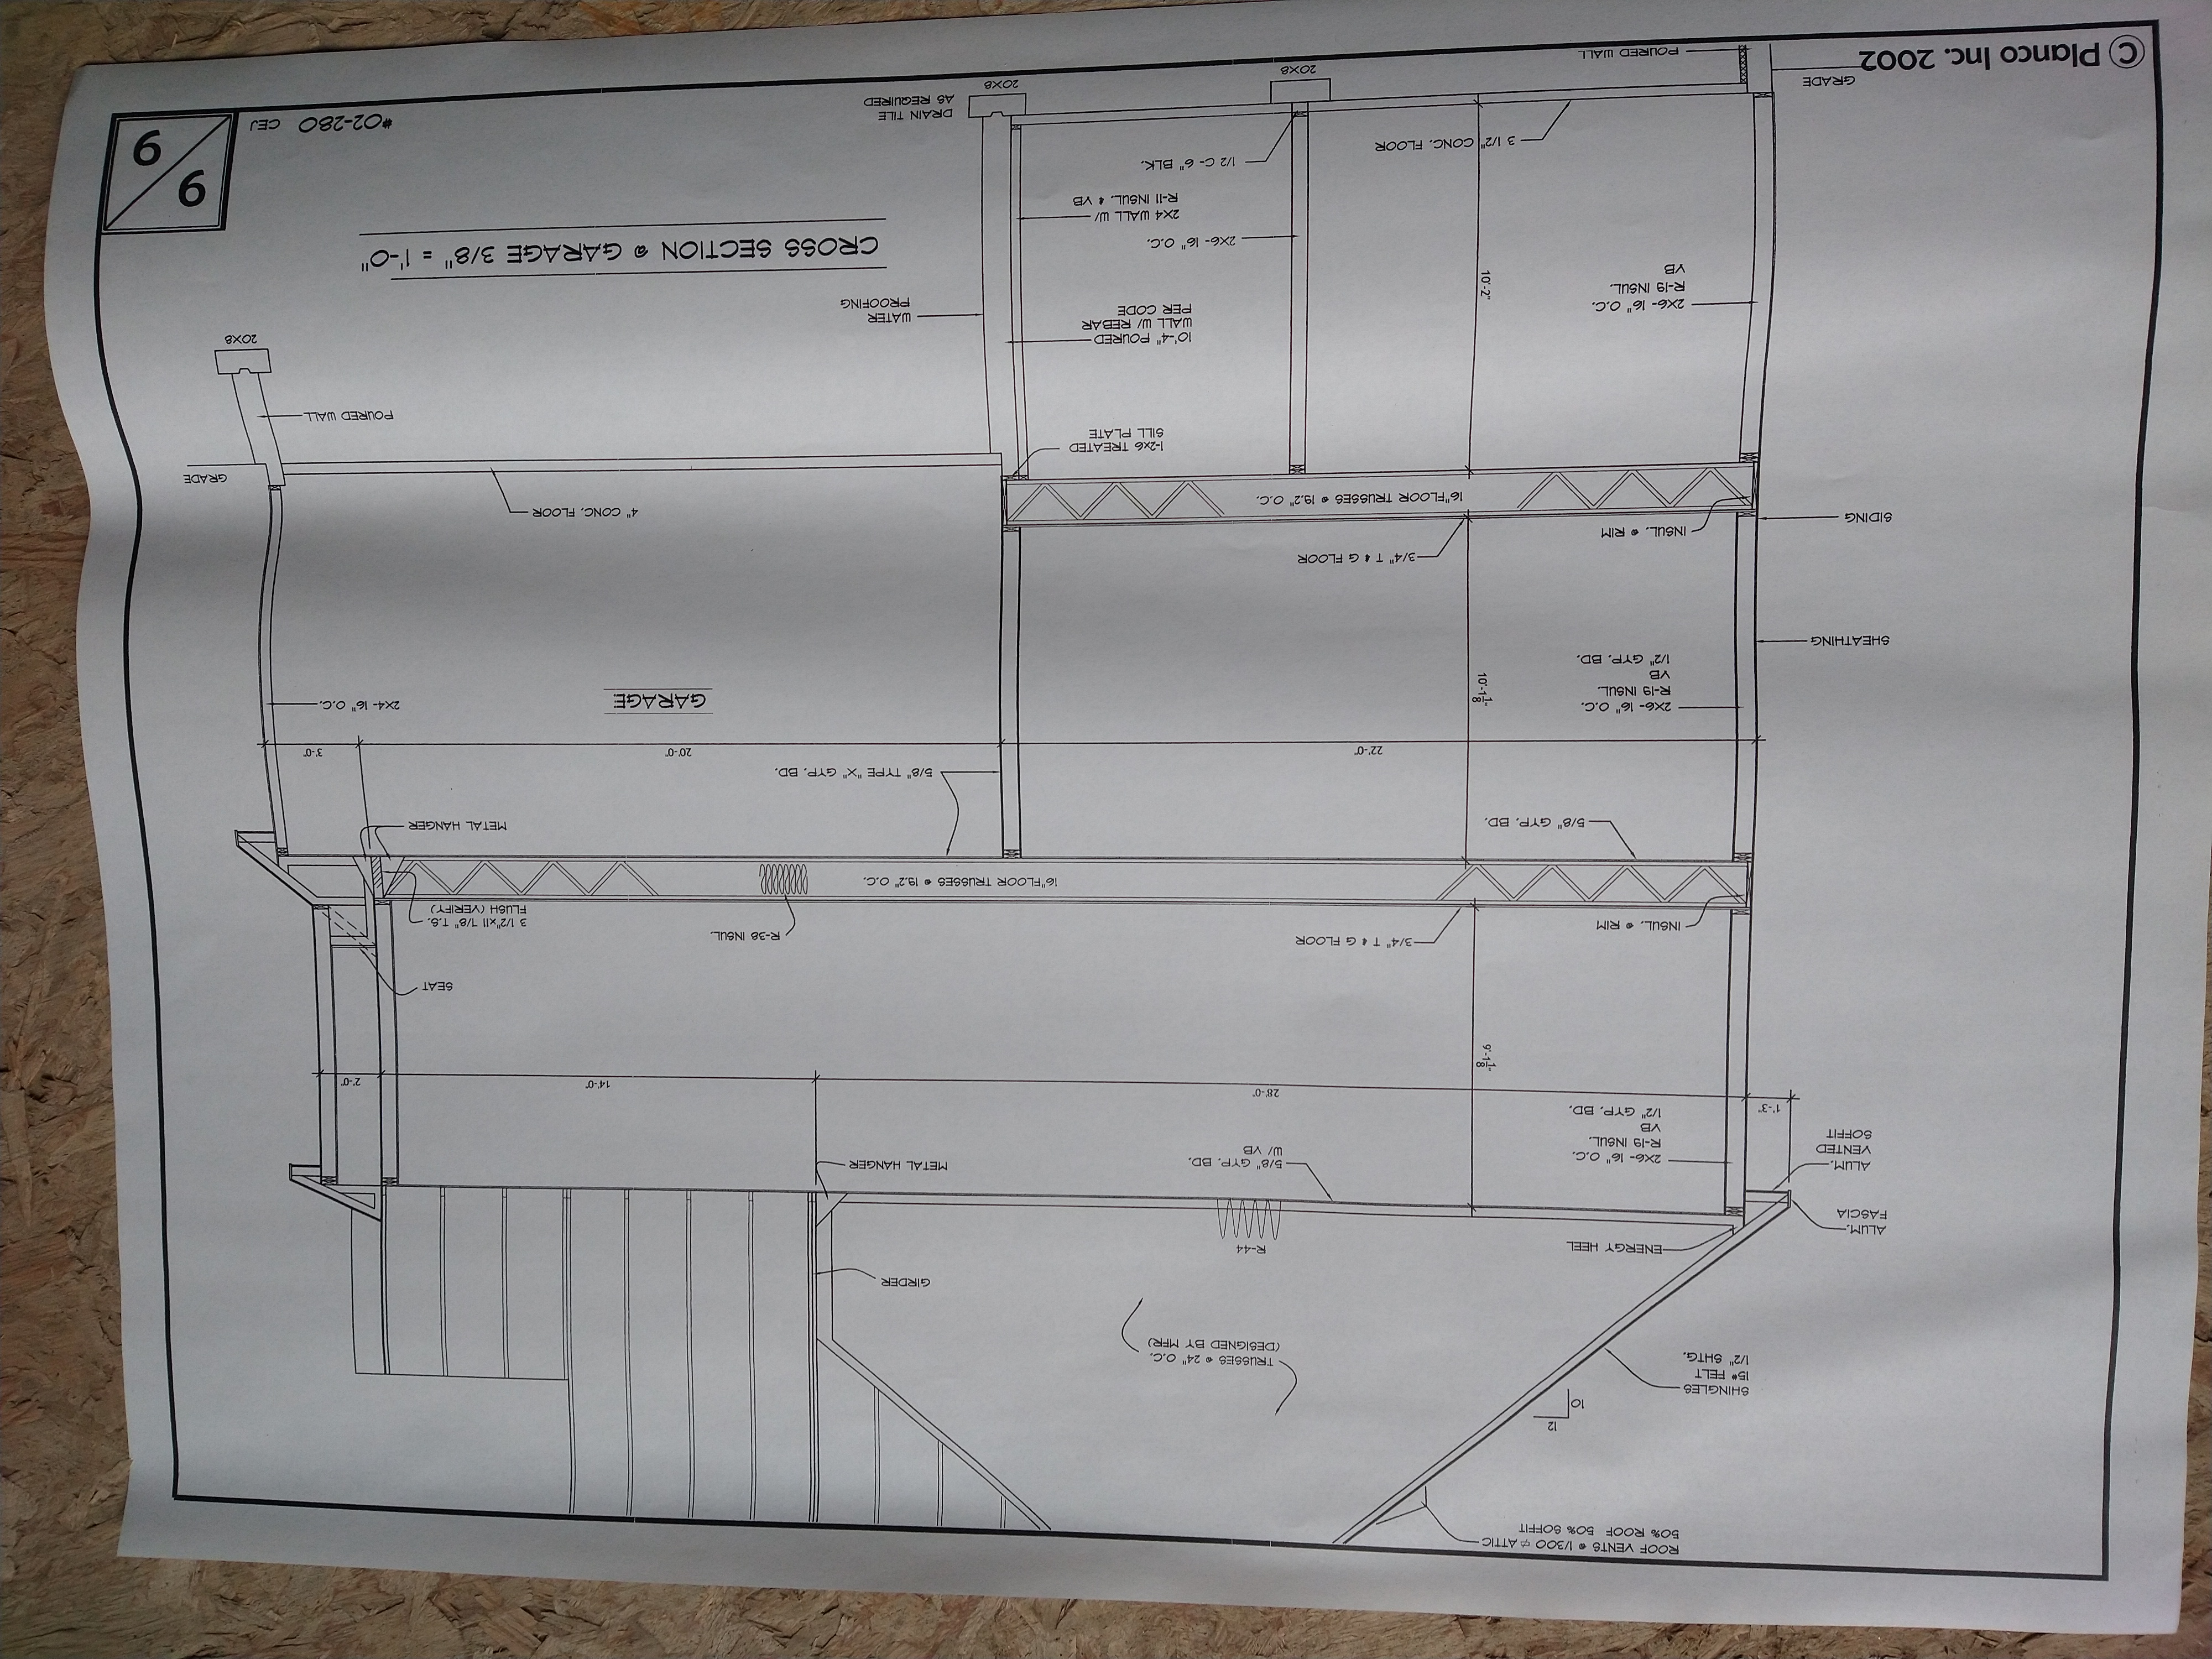 ROOF VENTS @ 1/300 ⌀ ATTIC
50% ROOF 50% SOFFIT
12
10
SHINGLES
15# FELT
1/2" SHTG.
TRUSSES @ 24" O.C.
(DESIGNED BY MFR)
GIRDER
ENERGY HEEL
R-44
ALUM.
FASCIA
ALUM.
VENTED
SOFFIT
2X6- 16" O.C.
R-19 INSUL.
VB
1/2" GYP. BD.
5/8" GYP. BD.
W/ VB
METAL HANGER
1'-3"
28'-0"
14'-0"
2'-0"
9'-1 1/8"
SEAT
INSUL. @ RIM
3/4" T & G FLOOR
R-38 INSUL.
3 1/2"x11 7/8" T.S.
FLUSH (VERIFY)
16"FLOOR TRUSSES @ 19.2" O.C.
5/8" GYP. BD.
METAL HANGER
5/8" TYPE "X" GYP. BD.
22'-0"
20'-0"
3'-0"
2X6- 16" O.C.
R-19 INSUL.
VB
1/2" GYP. BD.
10'-1 1/8"
GARAGE
2X4- 16" O.C.
SHEATHING
3/4" T & G FLOOR
SIDING
INSUL. @ RIM
16"FLOOR TRUSSES @ 19.2" O.C.
4" CONC. FLOOR
GRADE
1-2x6 TREATED
SILL PLATE
POURED WALL
20X8
10'-4" POURED
WALL W/ REBAR
PER CODE
WATER
PROOFING
2X6- 16" O.C.
R-19 INSUL.
VB
10'-2"
2X6- 16" O.C.
2X4 WALL W/
R-11 INSUL. & VB
1/2 C- 6" BLK.
3 1/2" CONC. FLOOR
CROSS SECTION @ GARAGE 3/8" = 1'-0"
DRAIN TILE
AS REQUIRED
20X8
20X8
GRADE
POURED WALL
© Planco Inc. 2002
#02-280 CEJ
9/9